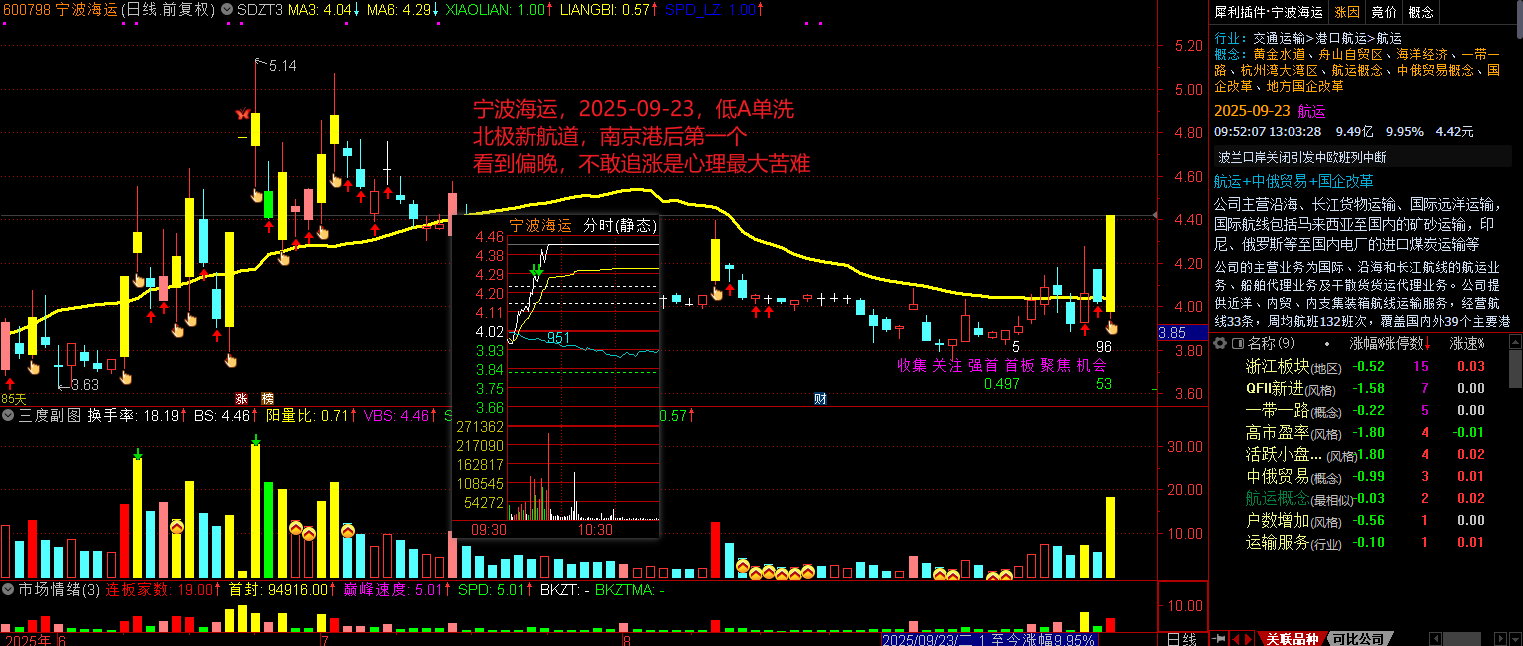 600798 宁波海运(日线.前复权) SDZT3 MA3: 4.04↓ MA6: 4.29↓ XIAOLIAN: 1.00↑ LIANGBI: 0.57↑ SPD_LZ 1.00↑
5.14
宁波海运，2025-09-23，低A单洗
北极新航道，南京港后第一个
看到偏晚，不敢追涨是心理最大苦难
5.20
5.00
4.80
4.60
4.40
4.20
4.00
3.85
3.80
3.60
宁波海运 分时(静态)
4.46
4.38
4.29
4.20
4.11
4.02
3.93
3.84
3.75
3.66
951
271362
217090
162817
108545
54272
09:30 10:30
3.63
85天
涨 榜 财
5 96
收集 关注 强首 首板 聚焦 机会
0.497 53
三度副图 换手率: 18.19↑ BS: 4.46↑ 阳量比: 0.71↑ VBS: 4.46↑
0.57↑
30.00
20.00
10.00
市场情绪(3) 连板家数: 19.00↑ 首封: 94916.00↑ 巅峰速度: 5.01↑ SPD: 5.01↑ BKZT: - BKZTMA: -
10.00
2025年 6 7 8 2025/09/23/二 1 至今涨幅9.95% 日线
犀利插件·宁波海运 涨因 竞价 概念
行业: 交通运输>港口航运>航运
概念: 黄金水道、舟山自贸区、海洋经济、一带一
路、杭州湾大湾区、航运概念、中俄贸易概念、国
企改革、地方国企改革
2025-09-23 航运
09:52:07 13:03:28 9.49亿 9.95% 4.42元
波兰口岸关闭引发中欧班列中断
航运+中俄贸易+国企改革
公司主营沿海、长江货物运输、国际远洋运输，
国际航线包括马来西亚至国内的矿砂运输，印
尼、俄罗斯等至国内电厂的进口煤炭运输等
公司的主营业务为国际、沿海和长江航线的航运业
务、船舶代理业务及干散货货运代理业务。公司提
供近洋、内贸、内支集装箱航线运输服务，经营航
线33条，周均航班132班次，覆盖国内外39个主要港
名称(9) 涨幅% 涨停数↓ 涨速%
浙江板块(地区) -0.52 15 0.03
QFII新进(风格) -1.58 7 0.00
一带一路(概念) -0.22 5 0.00
高市盈率(风格) -1.80 4 -0.01
活跃小盘...(风格) -1.80 4 0.02
中俄贸易(概念) -0.99 3 0.01
航运概念(最相似) -0.03 2 0.02
户数增加(风格) -0.56 1 0.00
运输服务(行业) -0.10 1 0.01
关联品种 可比公司